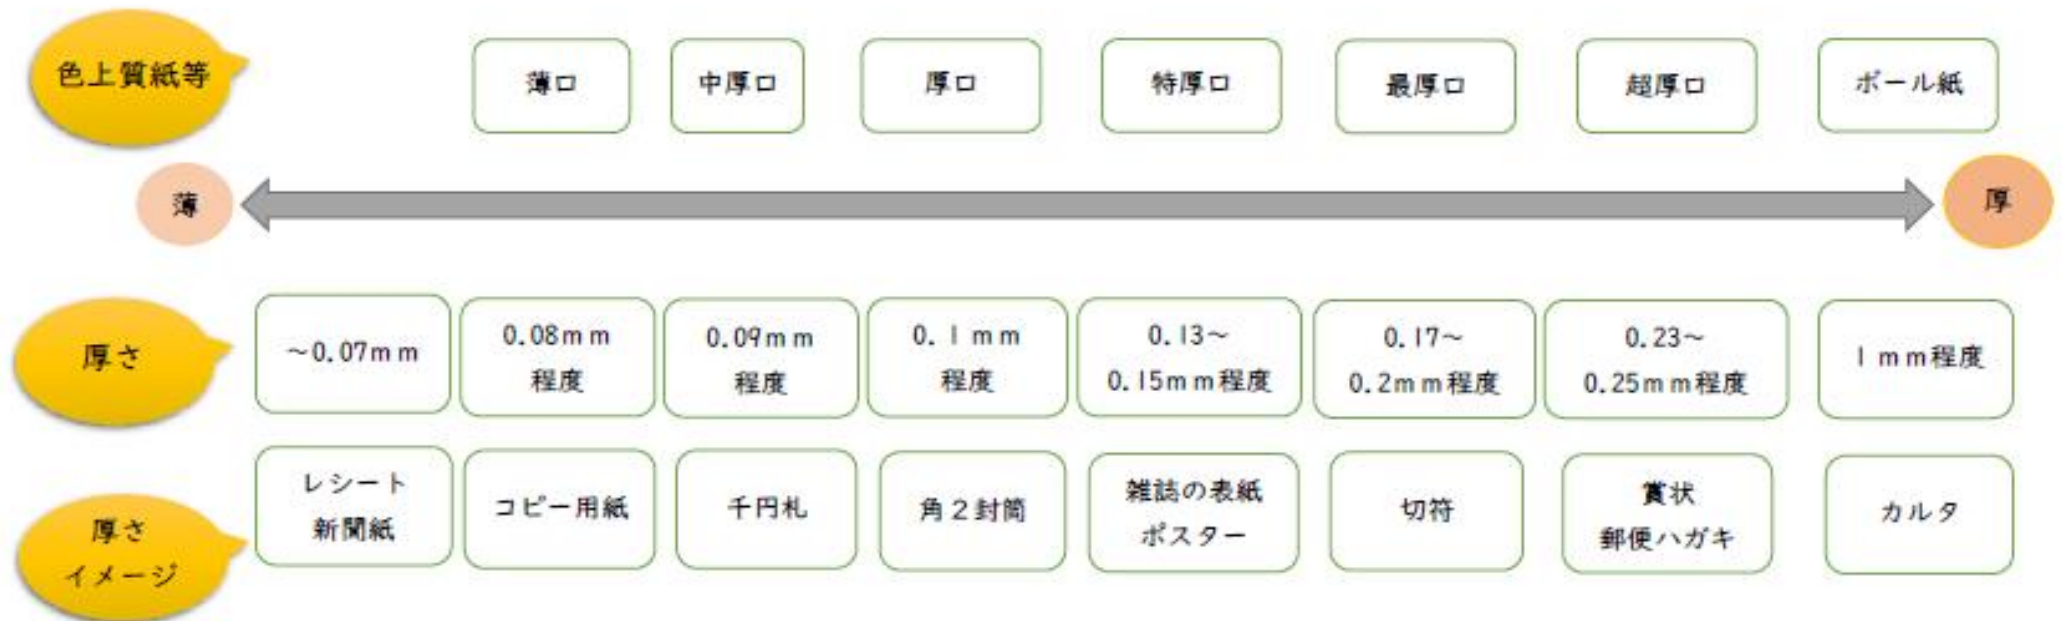 色上質紙等
薄口
中厚口
厚口
特厚口
最厚口
超厚口
ボール紙
薄
厚
厚さ
～0.07mm
0.08mm
程度
0.09mm
程度
0.1mm
程度
0.13～
0.15mm程度
0.17～
0.2mm程度
0.23～
0.25mm程度
1mm程度
厚さ
イメージ
レシート
新聞紙
コピー用紙
千円札
角２封筒
雑誌の表紙
ポスター
切符
賞状
郵便ハガキ
カルタ